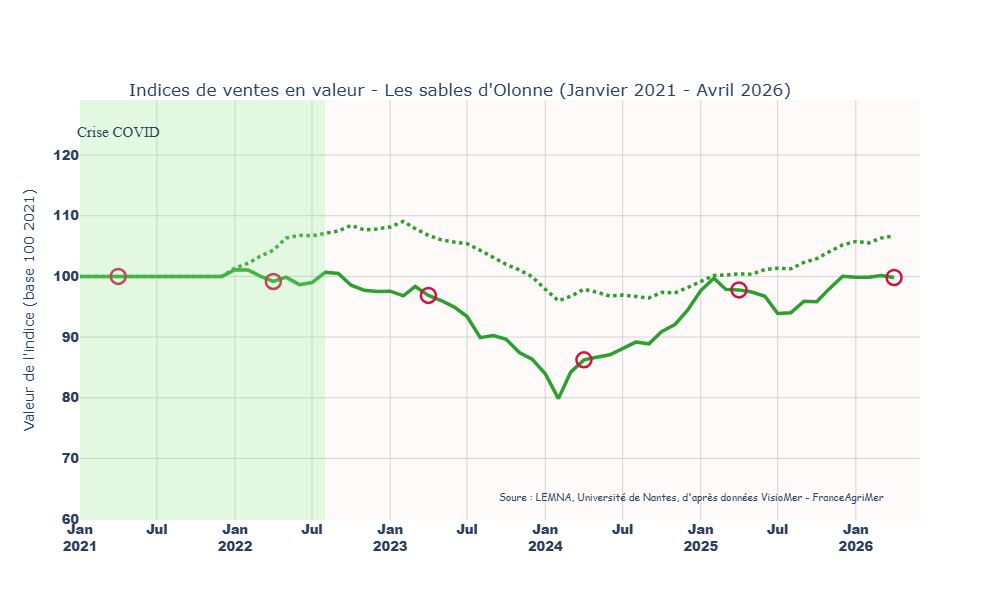 Indices de ventes en valeur - Les sables d'Olonne (Janvier 2021 - Avril 2026)
Crise COVID
Valeur de l'indice (base 100 2021)
120
110
100
90
80
70
60
Soure : LEMNA, Université de Nantes, d'après données VisioMer - FranceAgriMer
Jan Jul Jan Jul Jan Jul Jan Jul Jan Jul Jan
2021 2022 2023 2024 2025 2026